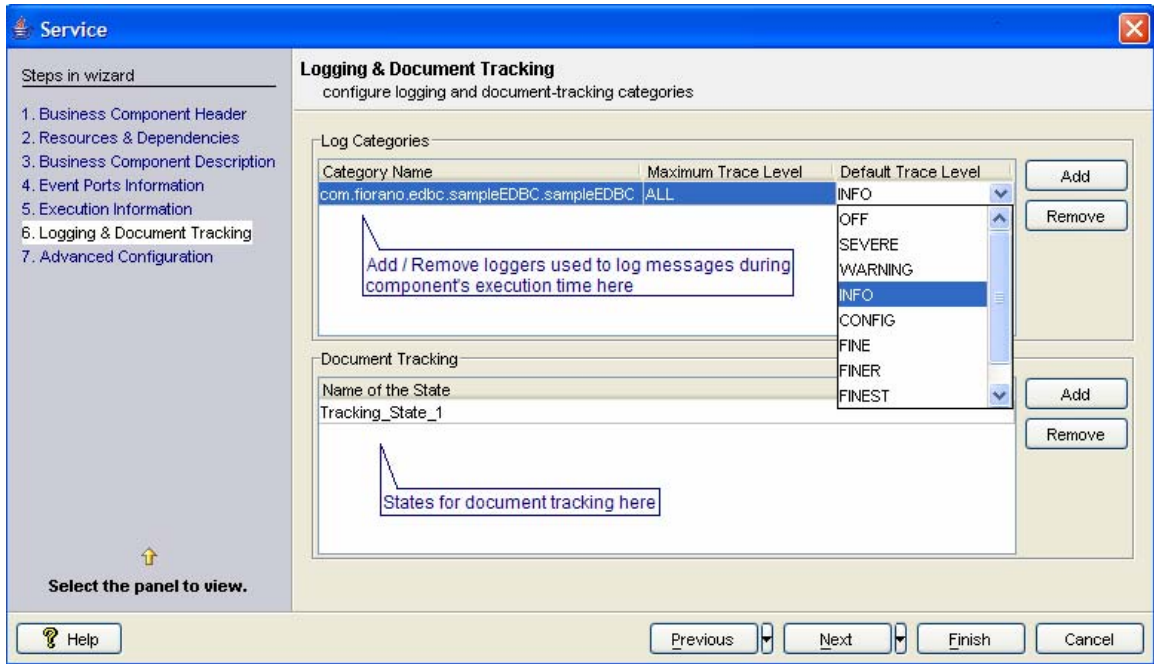 Service
Steps in wizard
1. Business Component Header
2. Resources & Dependencies
3. Business Component Description
4. Event Ports Information
5. Execution Information
6. Logging & Document Tracking
7. Advanced Configuration
Select the panel to view.
Logging & Document Tracking
configure logging and document-tracking categories
Log Categories
Category Name Maximum Trace Level Default Trace Level
com.fiorano.edbc.sampleEDBC.sampleEDBC ALL INFO
OFF
SEVERE
WARNING
INFO
CONFIG
FINE
FINER
FINEST
Add / Remove loggers used to log messages during
component's execution time here
Add
Remove
Document Tracking
Name of the State
Tracking_State_1
States for document tracking here
Add
Remove
? Help
Previous Next Finish Cancel